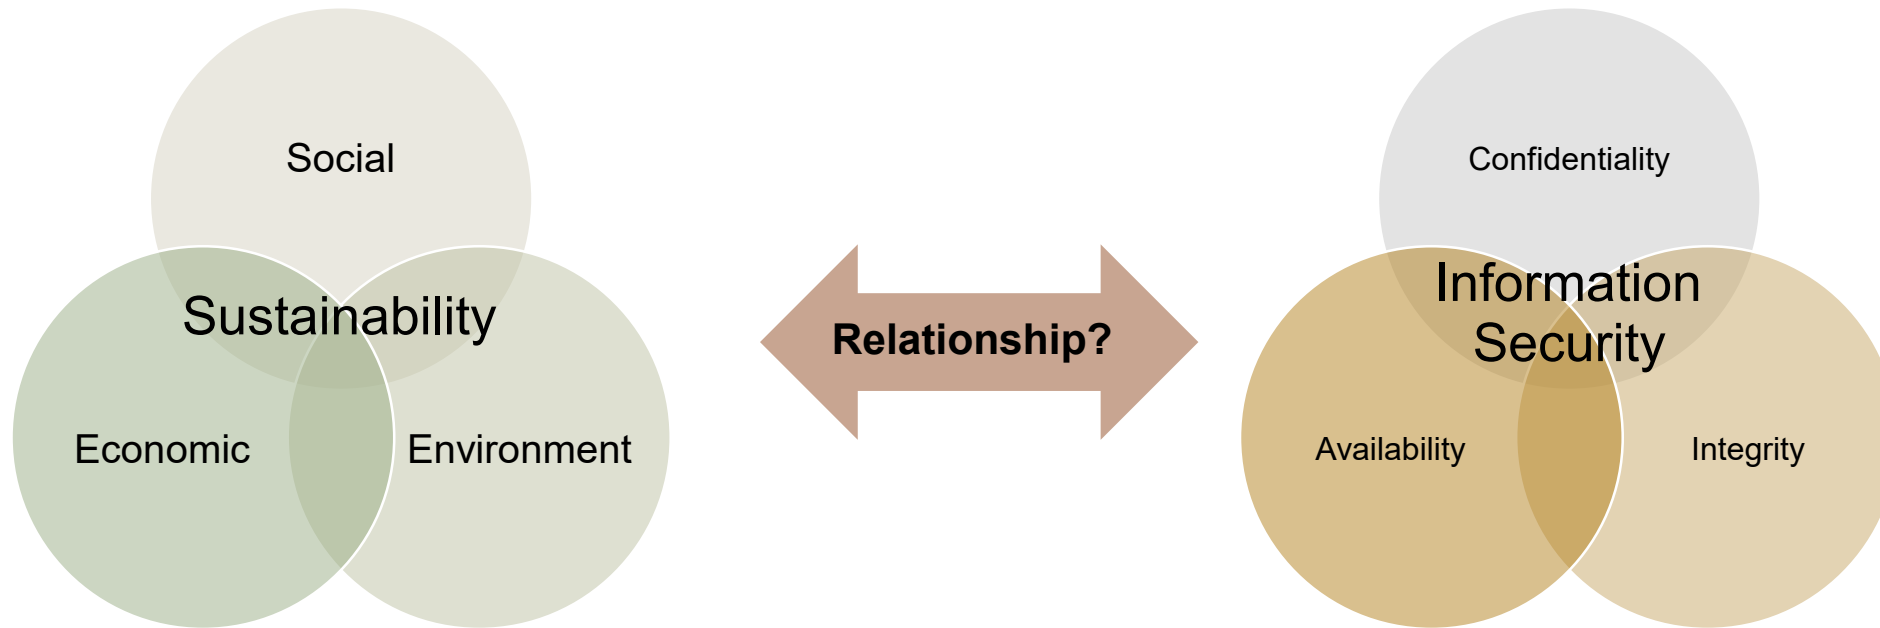 Social
Sustainability
Economic
Environment
Relationship?
Confidentiality
Information
Security
Availability
Integrity